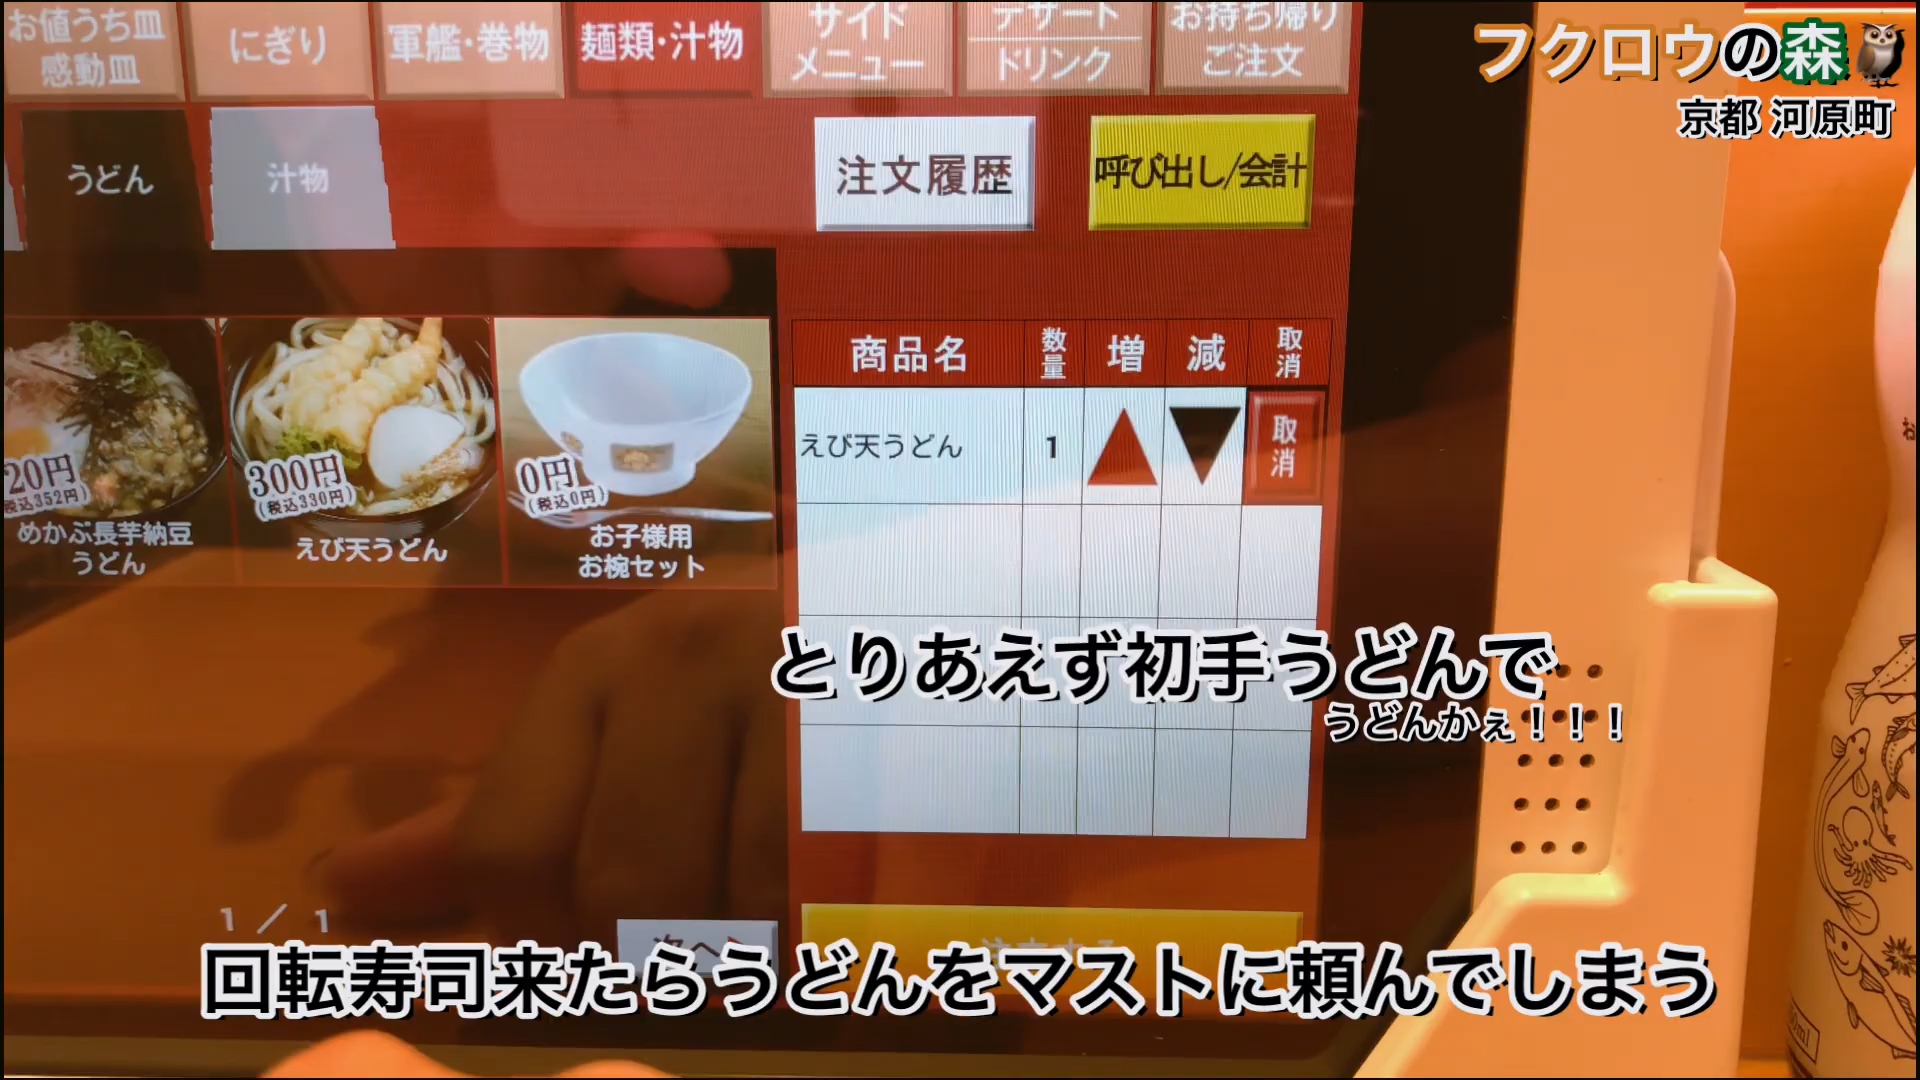 お値うち皿
感動皿
にぎり
軍艦・巻物
麺類・汁物
サイド
メニュー
デザート
ドリンク
お持ち帰り
ご注文
フクロウの森
京都 河原町
うどん
汁物
注文履歴
呼び出し/会計
商品名
数量
増
減
取消
えび天うどん
1
取消
20円
(税込352円)
めかぶ長芋納豆
うどん
300円
(税込330円)
えび天うどん
0円
(税込0円)
お子様用
お椀セット
とりあえず初手うどんで
うどんかぇ！！！
1 / 1
次へ
回転寿司来たらうどんをマストに頼んでしまう